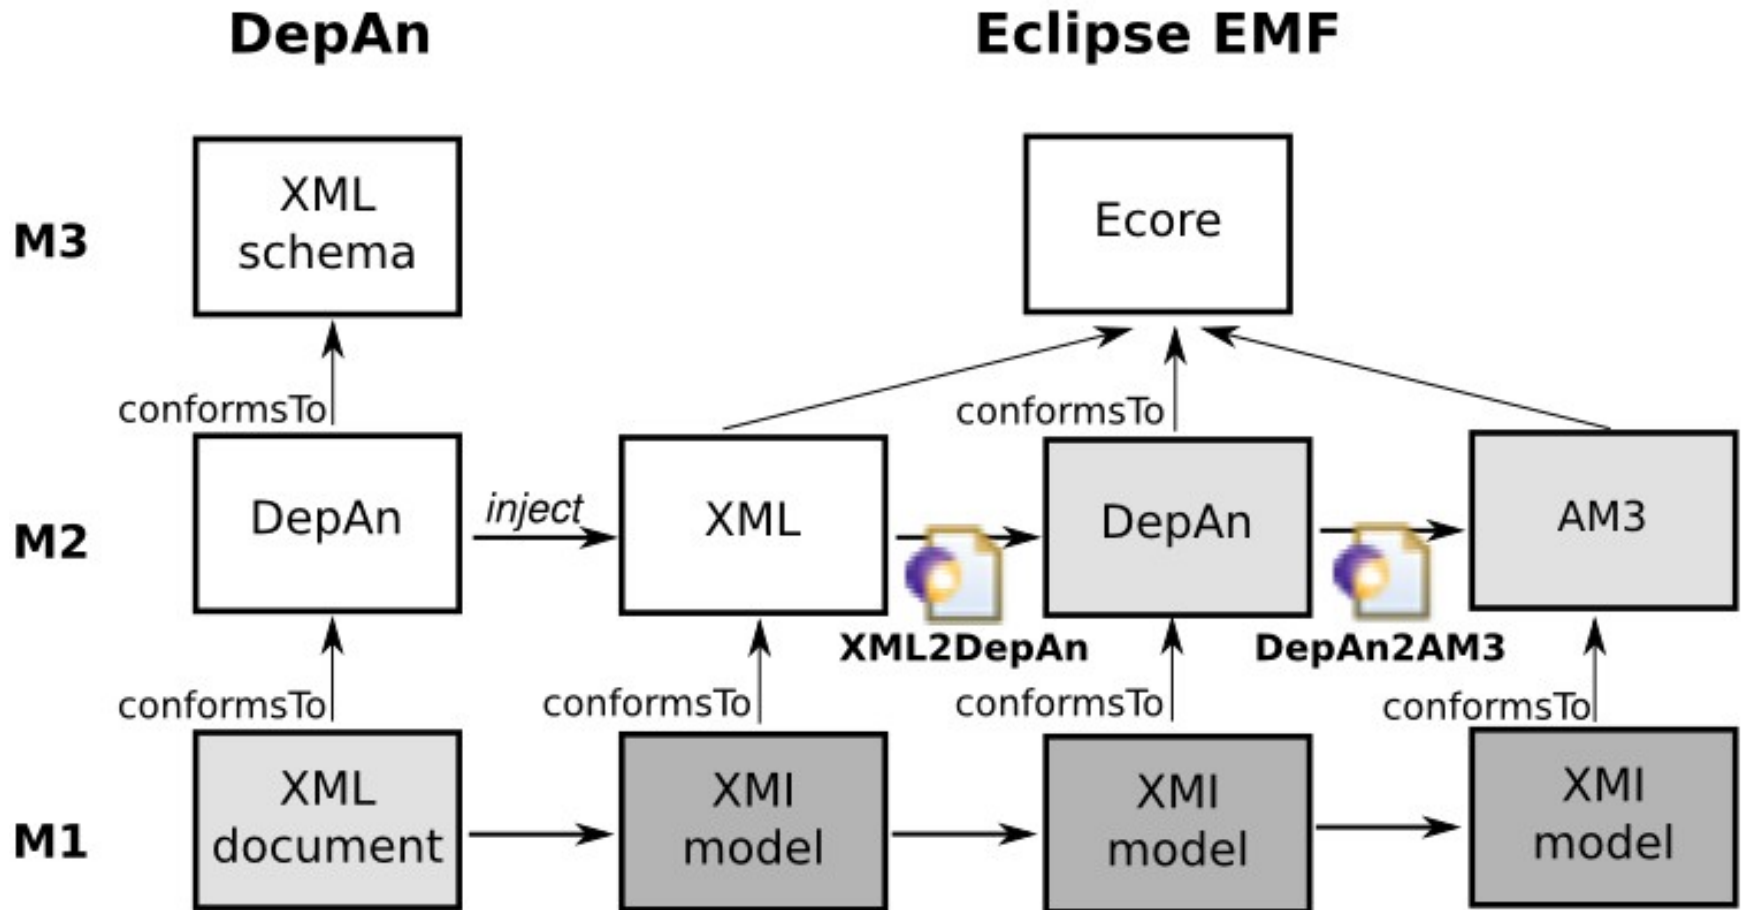 DepAn
Eclipse EMF
M3
XML
schema
Ecore
conformsTo
conformsTo
M2
DepAn
inject
XML
DepAn
AM3
XML2DepAn
DepAn2AM3
conformsTo
conformsTo
conformsTo
conformsTo
M1
XML
document
XMI
model
XMI
model
XMI
model